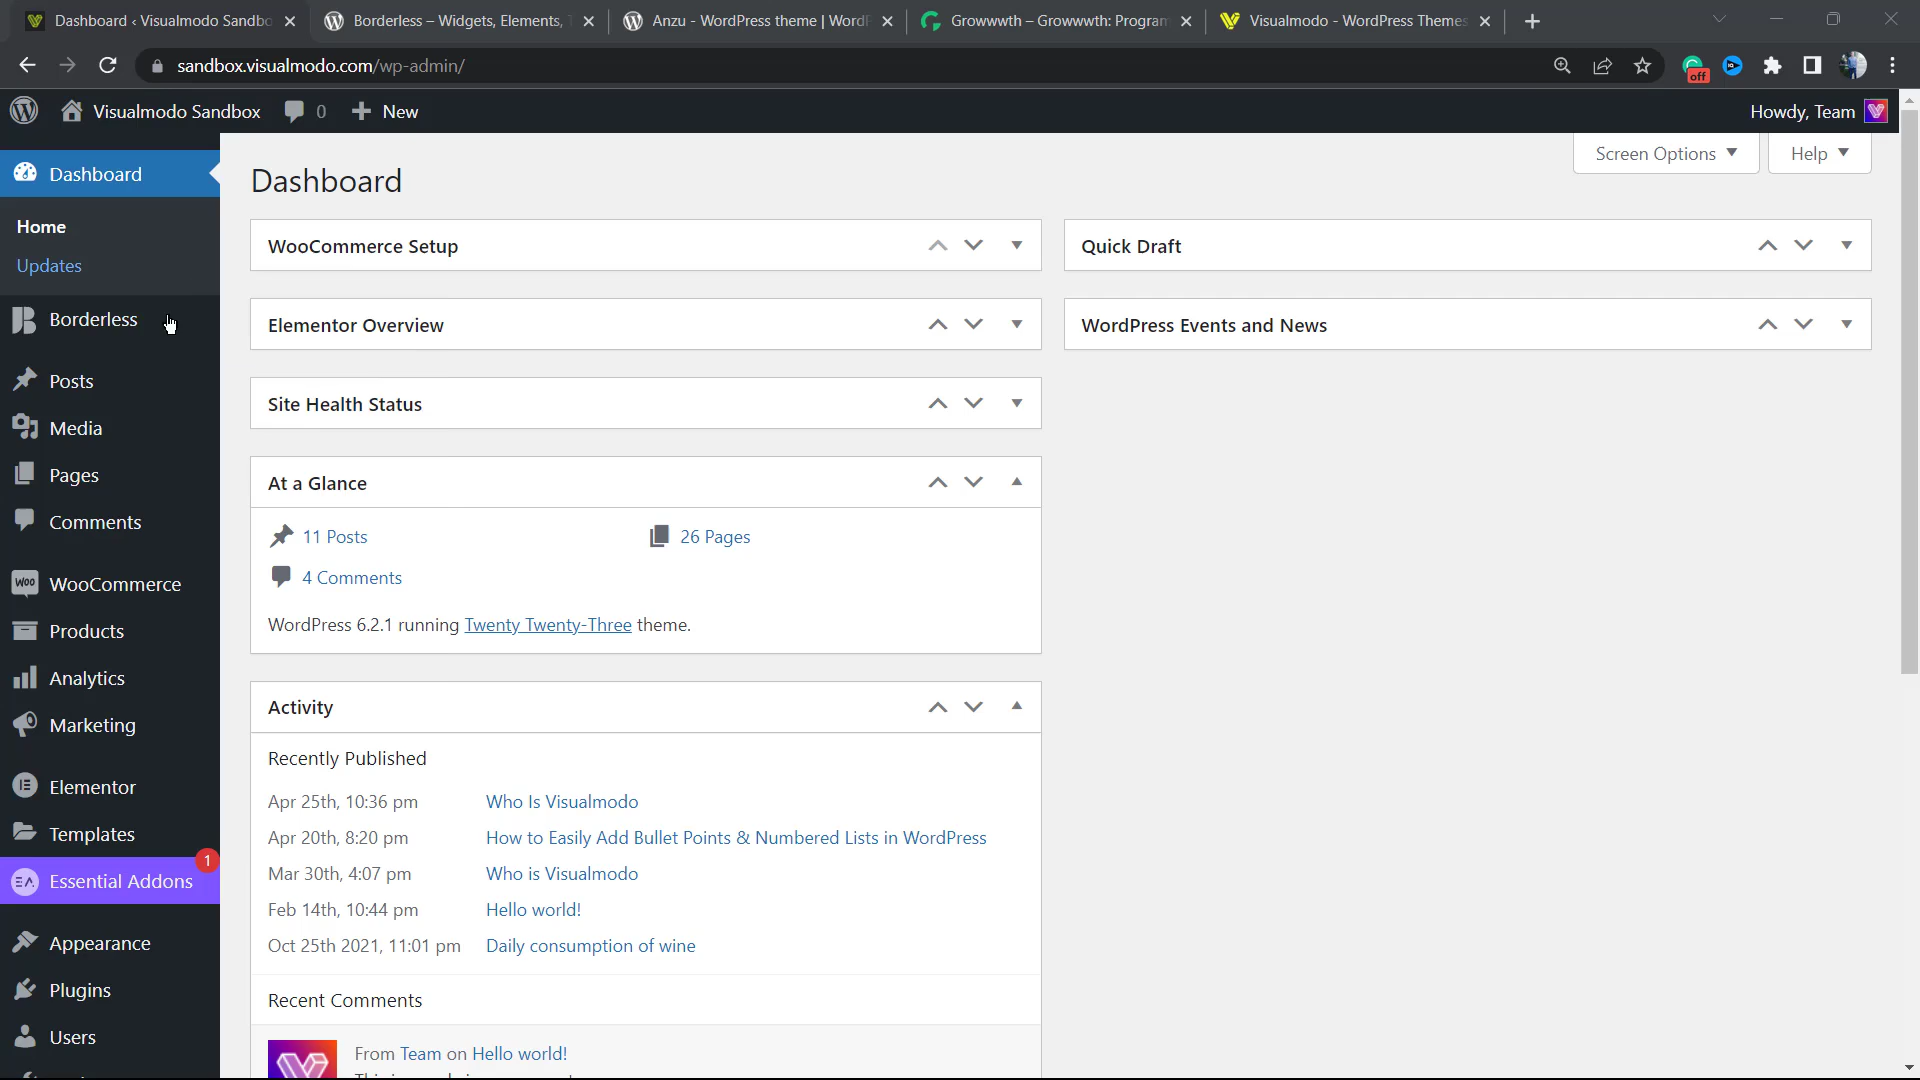 Dashboard ‹ Visualmodo Sandbo
Borderless – Widgets, Elements,
Anzu - WordPress theme | Word
Growwwth – Growwwth: Program
Visualmodo - WordPress Themes
sandbox.visualmodo.com/wp-admin/
off
Visualmodo Sandbox
0
New
Howdy, Team
Screen Options
Help
Dashboard
Home
Updates
Borderless
Posts
Media
Pages
Comments
Woo
WooCommerce
Products
Analytics
Marketing
Elementor
Templates
1
Essential Addons
Appearance
Plugins
Users
Dashboard
WooCommerce Setup
Elementor Overview
Site Health Status
At a Glance
11 Posts
26 Pages
4 Comments
WordPress 6.2.1 running Twenty Twenty-Three theme.
Activity
Recently Published
Apr 25th, 10:36 pm Who Is Visualmodo
Apr 20th, 8:20 pm How to Easily Add Bullet Points & Numbered Lists in WordPress
Mar 30th, 4:07 pm Who is Visualmodo
Feb 14th, 10:44 pm Hello world!
Oct 25th 2021, 11:01 pm Daily consumption of wine
Recent Comments
From Team on Hello world!
Quick Draft
WordPress Events and News